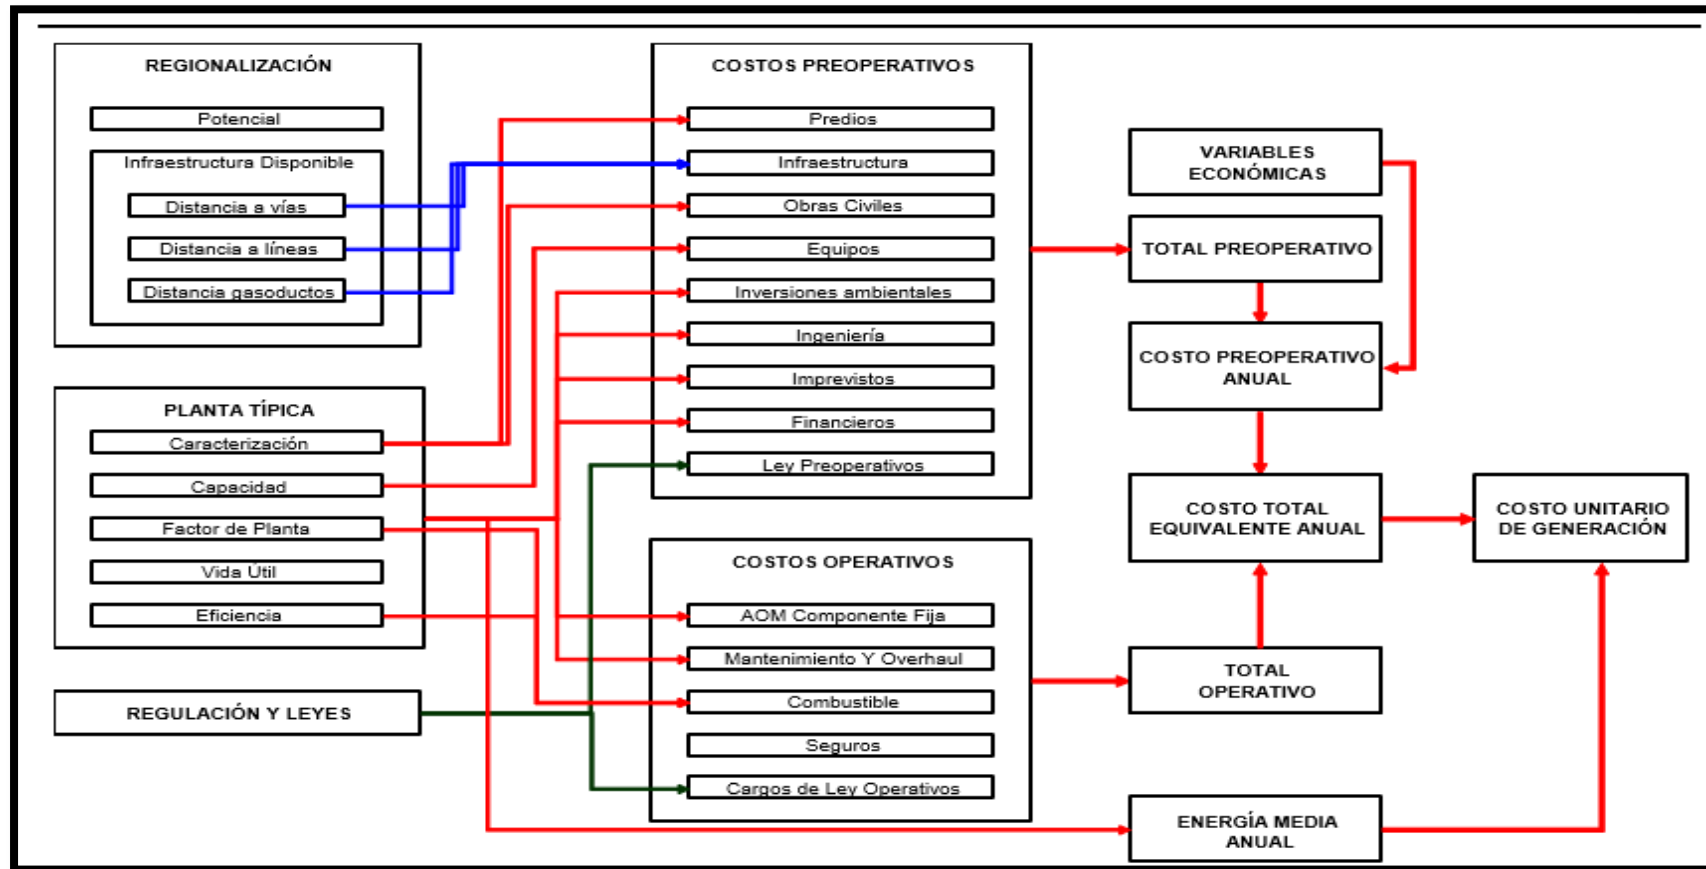 REGIONALIZACIÓN
Potencial
Infraestructura Disponible
Distancia a vías
Distancia a líneas
Distancia gasoductos
PLANTA TÍPICA
Caracterización
Capacidad
Factor de Planta
Vida Útil
Eficiencia
REGULACIÓN Y LEYES
COSTOS PREOPERATIVOS
Predios
Infraestructura
Obras Civiles
Equipos
Inversiones ambientales
Ingeniería
Imprevistos
Financieros
Ley Preoperativos
COSTOS OPERATIVOS
AOM Componente Fija
Mantenimiento Y Overhaul
Combustible
Seguros
Cargos de Ley Operativos
VARIABLES
ECONÓMICAS
TOTAL PREOPERATIVO
COSTO PREOPERATIVO
ANUAL
COSTO TOTAL
EQUIVALENTE ANUAL
TOTAL
OPERATIVO
ENERGÍA MEDIA
ANUAL
COSTO UNITARIO
DE GENERACIÓN